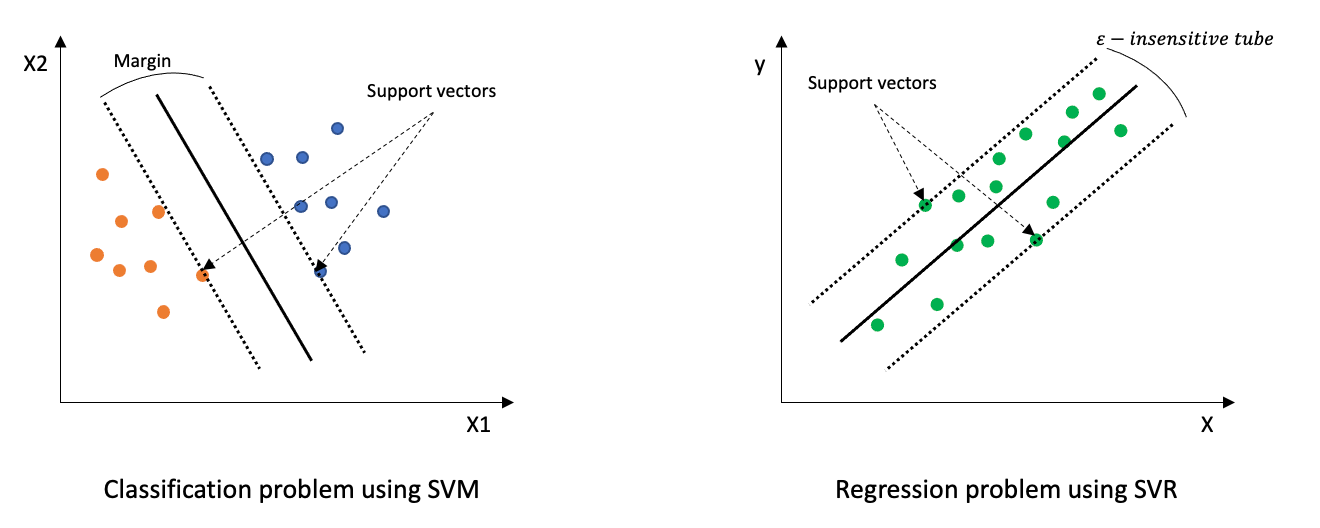 X2
Margin
Support vectors
X1
Classification problem using SVM
ε − insensitive tube
y
Support vectors
X
Regression problem using SVR